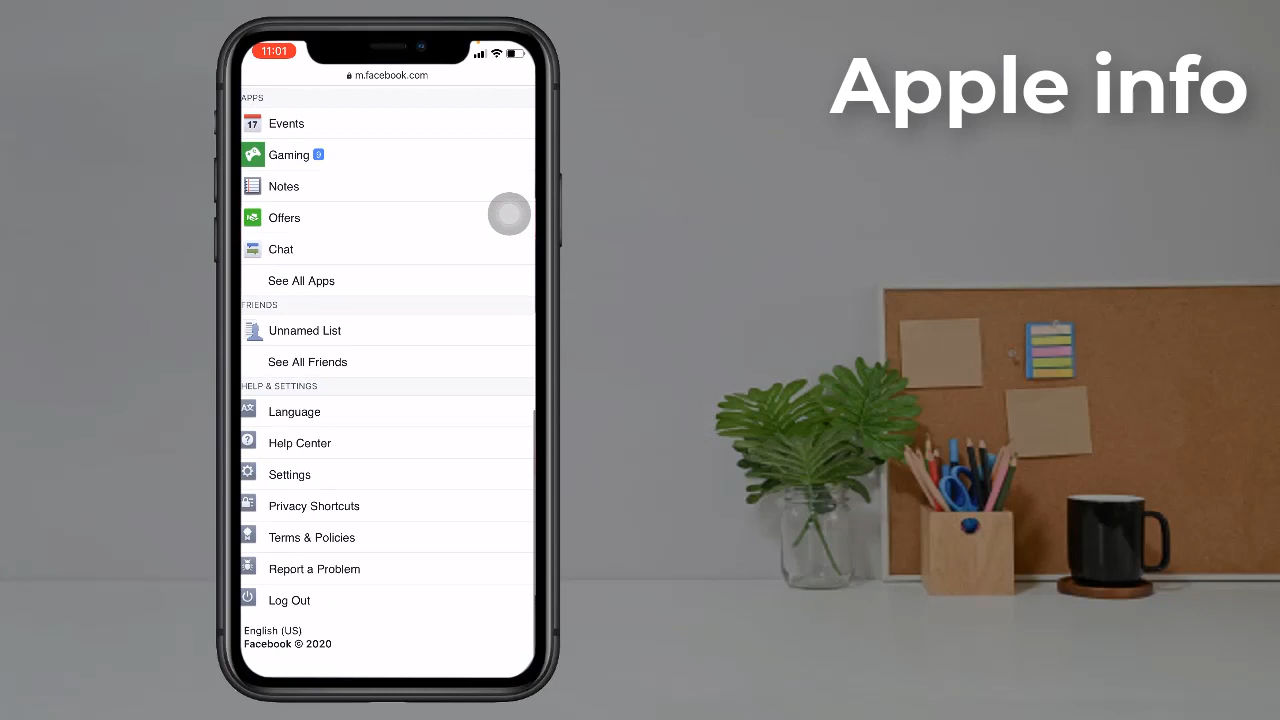 Apple info
11:01
m.facebook.com
APPS
17 Events
Gaming 9
Notes
Offers
Chat
See All Apps
FRIENDS
Unnamed List
See All Friends
HELP & SETTINGS
Language
Help Center
Settings
Privacy Shortcuts
Terms & Policies
Report a Problem
Log Out
English (US)
Facebook © 2020